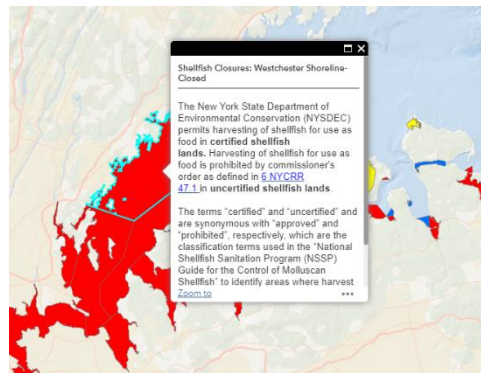 Shellfish Closures: Westchester Shoreline-
Closed
The New York State Department of
Environmental Conservation (NYSDEC)
permits harvesting of shellfish for use as
food in certified shellfish
lands. Harvesting of shellfish for use as
food is prohibited by commissioner's
order as defined in 6 NYCRR
47.1 in uncertified shellfish lands.
The terms “certified” and “uncertified” and
are synonymous with “approved” and
“prohibited”, respectively, which are the
classification terms used in the “National
Shellfish Sanitation Program (NSSP)
Guide for the Control of Molluscan
Shellfish” to identify areas where harvest
Zoom to